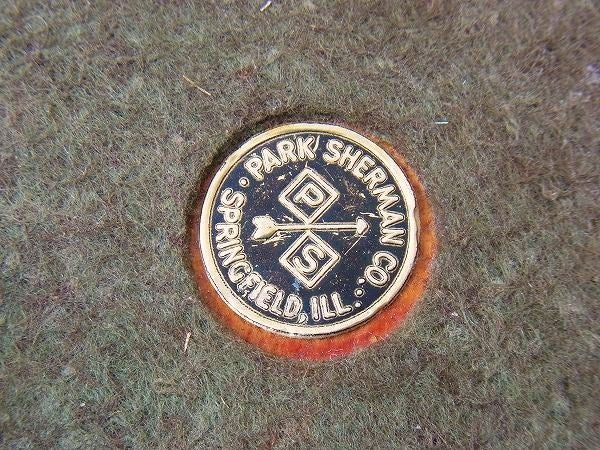 PARK SHERMAN CO.
P
S
SPRINGFIELD, ILL.